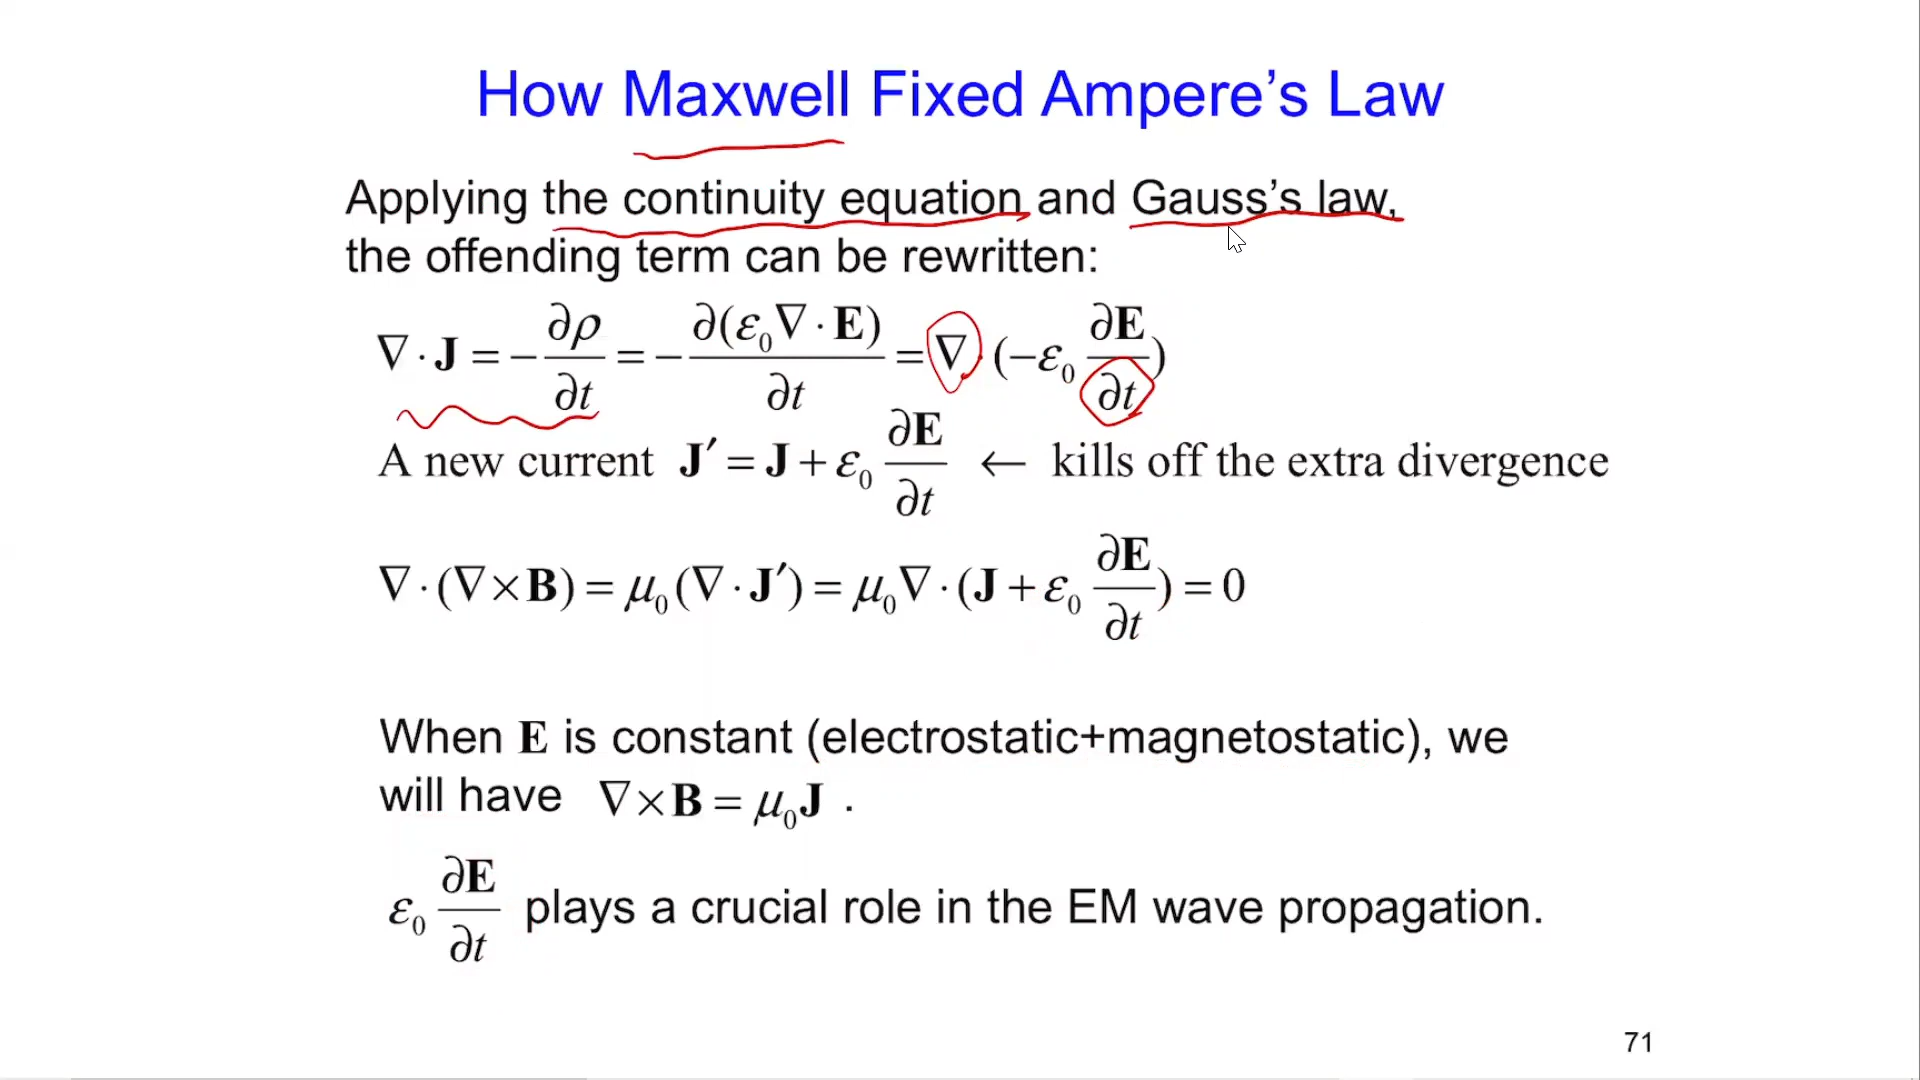 How Maxwell Fixed Ampere's Law
Applying the continuity equation and Gauss's law,
the offending term can be rewritten:
∇·J = −∂ρ/∂t = −∂(ε₀∇·E)/∂t = ∇·(−ε₀ ∂E/∂t)
A new current J′ = J + ε₀ ∂E/∂t ← kills off the extra divergence
∇·(∇×B) = μ₀(∇·J′) = μ₀∇·(J + ε₀ ∂E/∂t) = 0
When E is constant (electrostatic+magnetostatic), we
will have ∇×B = μ₀J .
ε₀ ∂E/∂t plays a crucial role in the EM wave propagation.
71